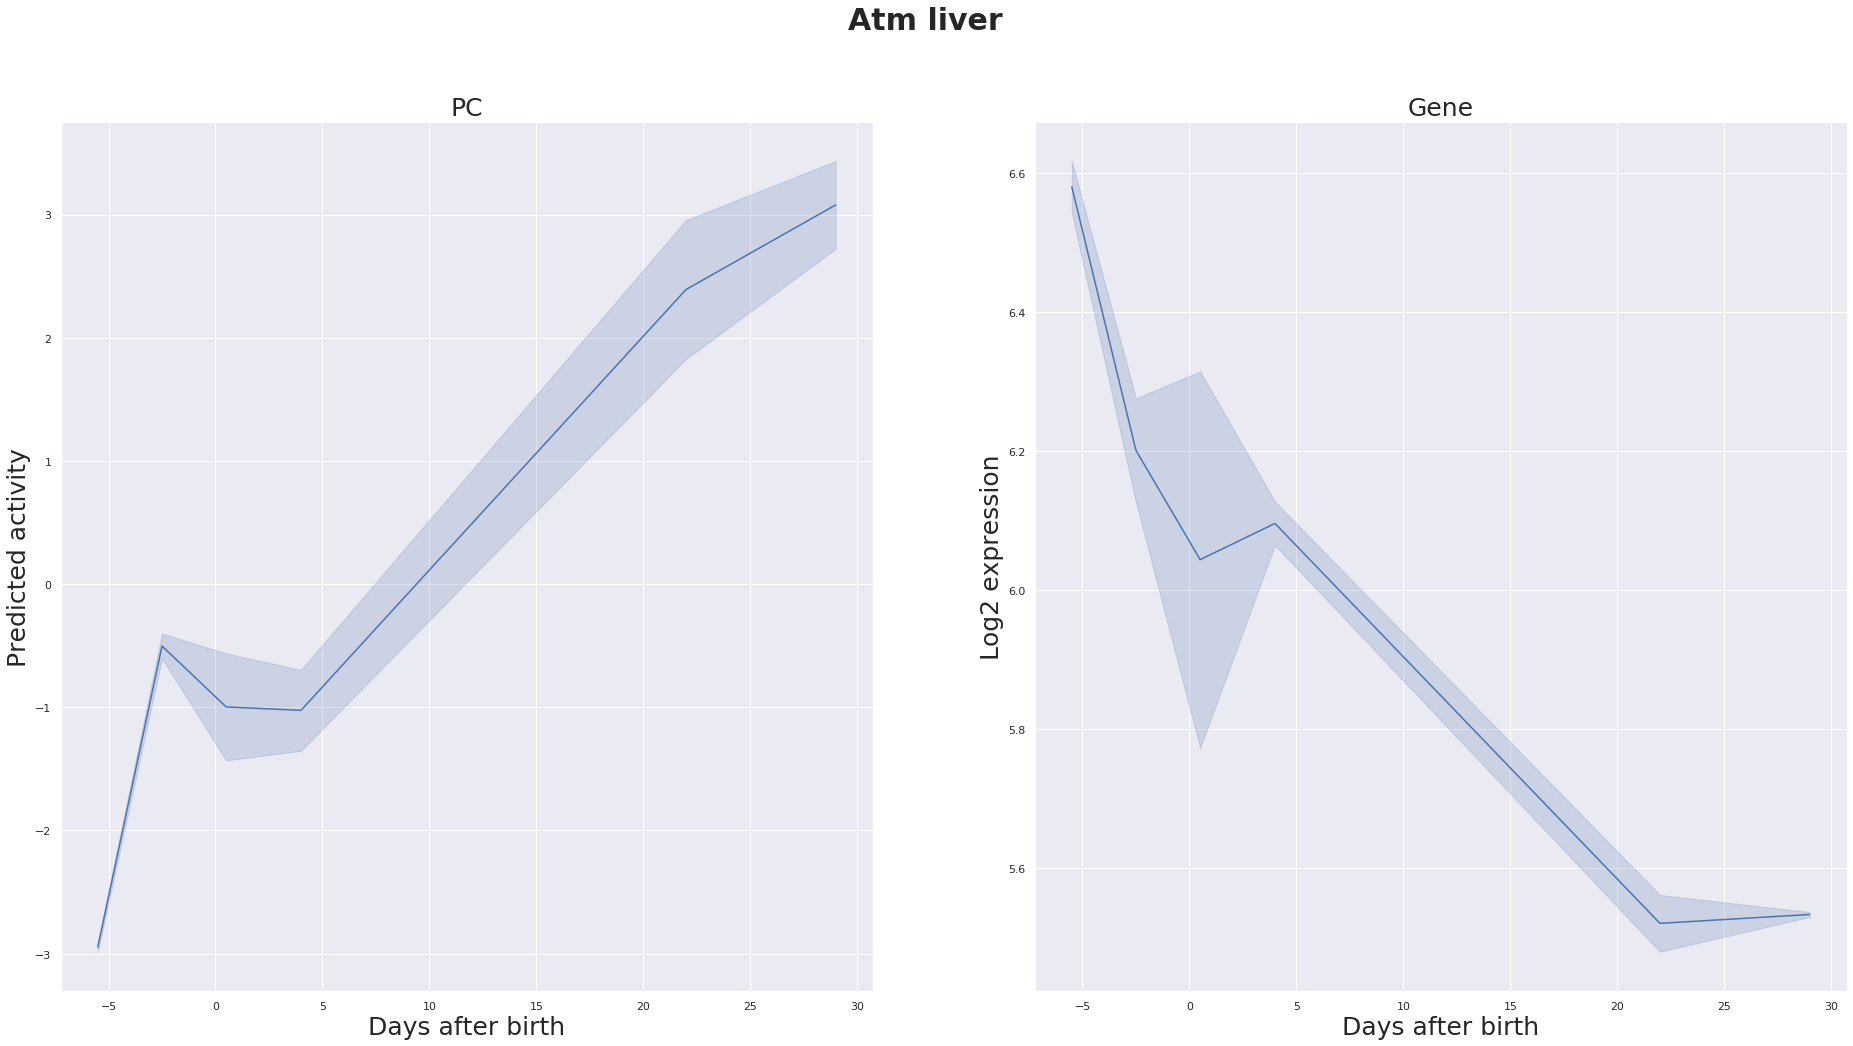 Atm liver
PC
Predicted activity
3
2
1
0
−1
−2
−3
−5 0 5 10 15 20 25 30
Days after birth
Gene
Log2 expression
6.6
6.4
6.2
6.0
5.8
5.6
−5 0 5 10 15 20 25 30
Days after birth